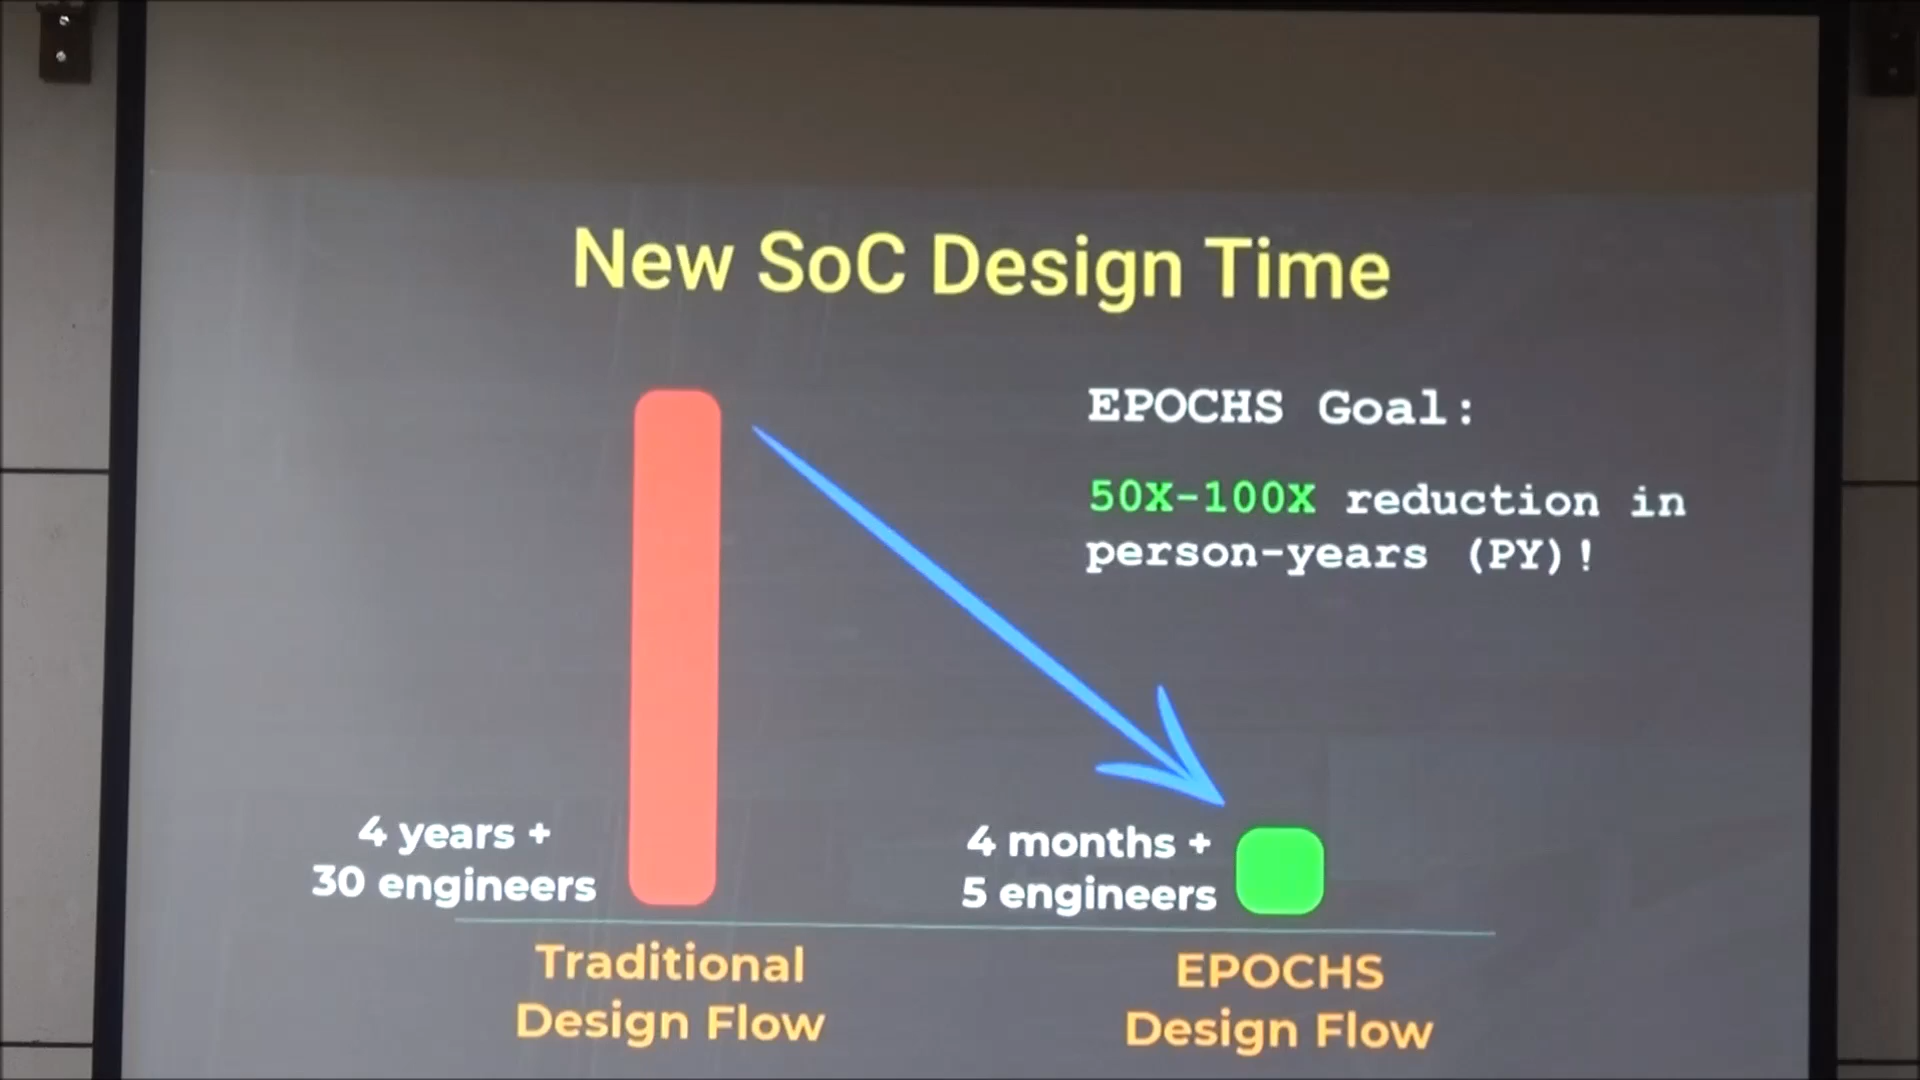 New SoC Design Time
EPOCHS Goal:
50X-100X reduction in
person-years (PY)!
4 years +
30 engineers
4 months +
5 engineers
Traditional
Design Flow
EPOCHS
Design Flow